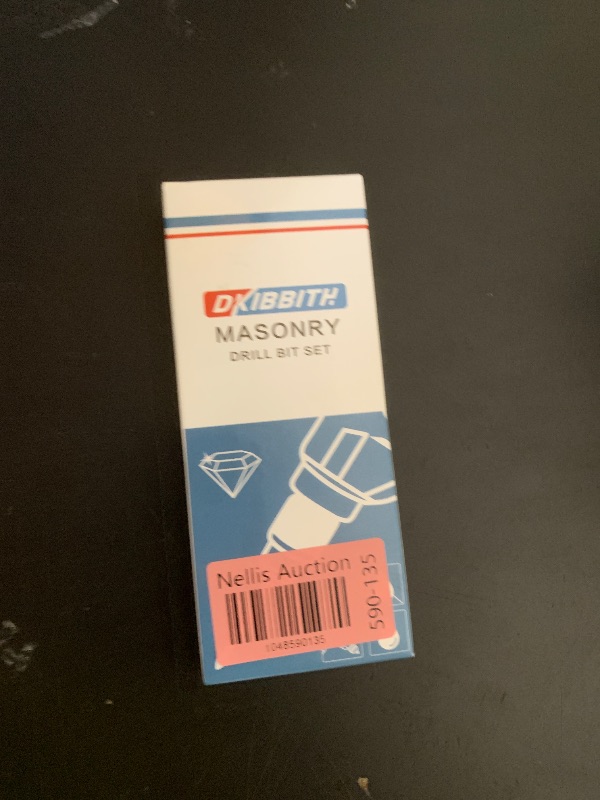 DKIBBITH
MASONRY
DRILL BIT SET
Nellis Auction
590-135
1048590135